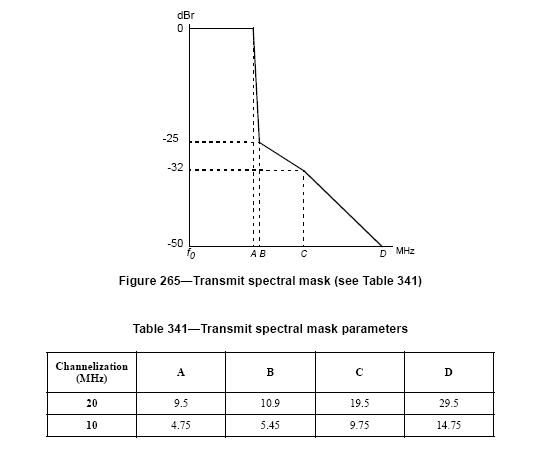 dBr
0
-25
-32
-50
f0 A B C D MHz
Figure 265—Transmit spectral mask (see Table 341)
Table 341—Transmit spectral mask parameters
Channelization (MHz) A B C D
20 9.5 10.9 19.5 29.5
10 4.75 5.45 9.75 14.75